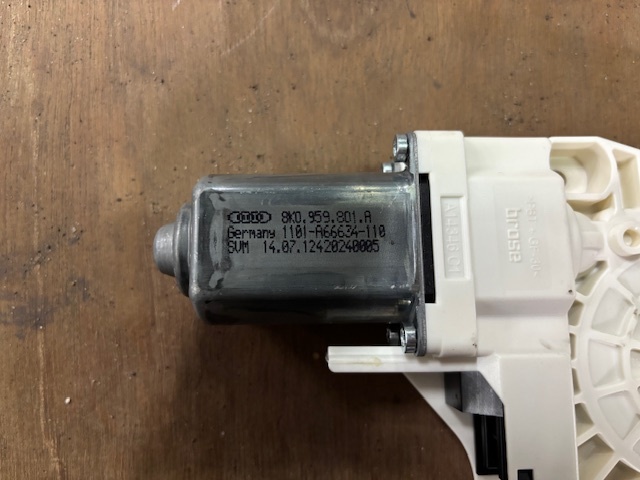 8K0.959.801.A
Germany 1101-A66634-110
SVM 14.07.12420240005
brose